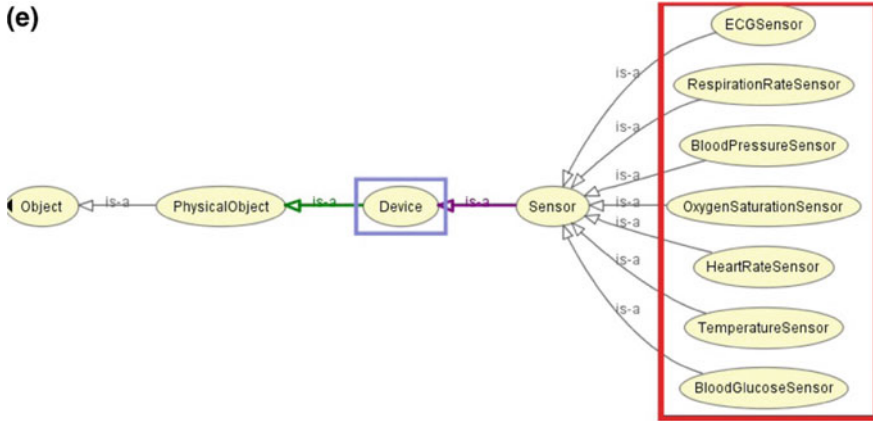 (e)
ECGSensor
is-a
RespirationRateSensor
is-a
BloodPressureSensor
is-a
Object
is-a
PhysicalObject
is-a
Device
is-a
Sensor
is-a
OxygenSaturationSensor
is-a
HeartRateSensor
is-a
TemperatureSensor
is-a
BloodGlucoseSensor